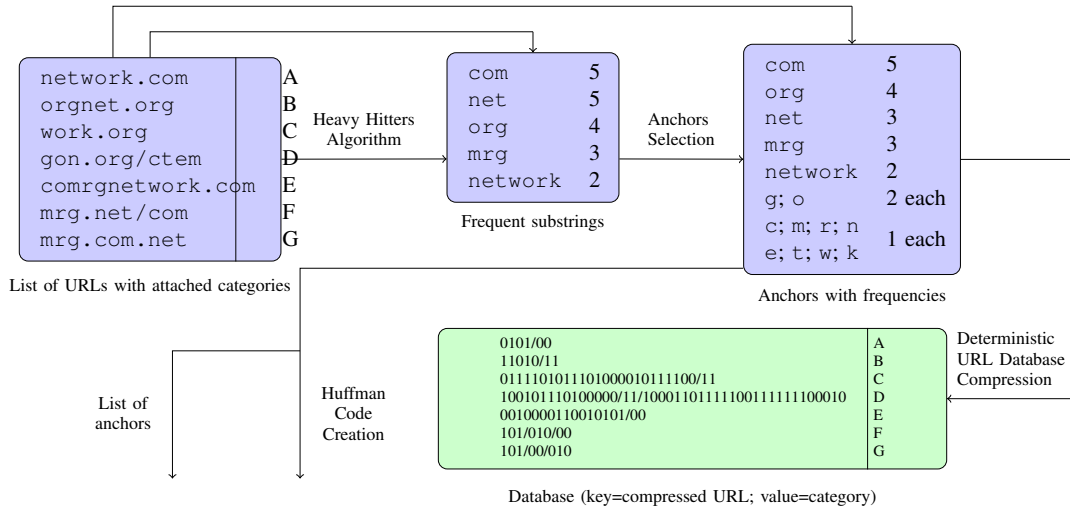 network.com A
orgnet.org B
work.org C
gon.org/ctem D
comrgnetwork.com E
mrg.net/com F
mrg.com.net G
List of URLs with attached categories
Heavy Hitters
Algorithm
com 5
net 5
org 4
mrg 3
network 2
Frequent substrings
Anchors
Selection
com 5
org 4
net 3
mrg 3
network 2
g; o 2 each
c; m; r; n
e; t; w; k
1 each
Anchors with frequencies
List of
anchors
Huffman
Code
Creation
0101/00 A
11010/11 B
0111101011101000010111100/11 C
100101110100000/11/10001101111100111111100010 D
0010000110010101/00 E
101/010/00 F
101/00/010 G
Database (key=compressed URL; value=category)
Deterministic
URL Database
Compression